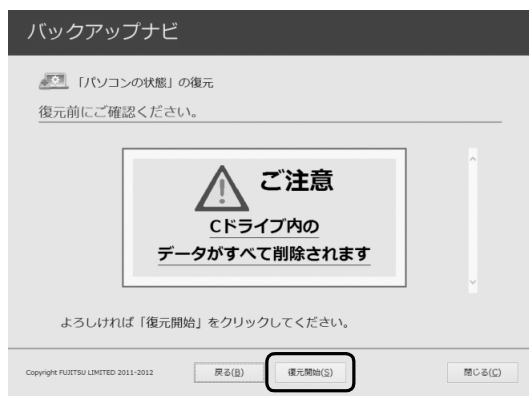 バックアップナビ
「パソコンの状態」の復元
復元前にご確認ください。
ご注意
Cドライブ内の
データがすべて削除されます
よろしければ「復元開始」をクリックしてください。
Copyright FUJITSU LIMITED 2011-2012
戻る(B)
復元開始(S)
閉じる(C)